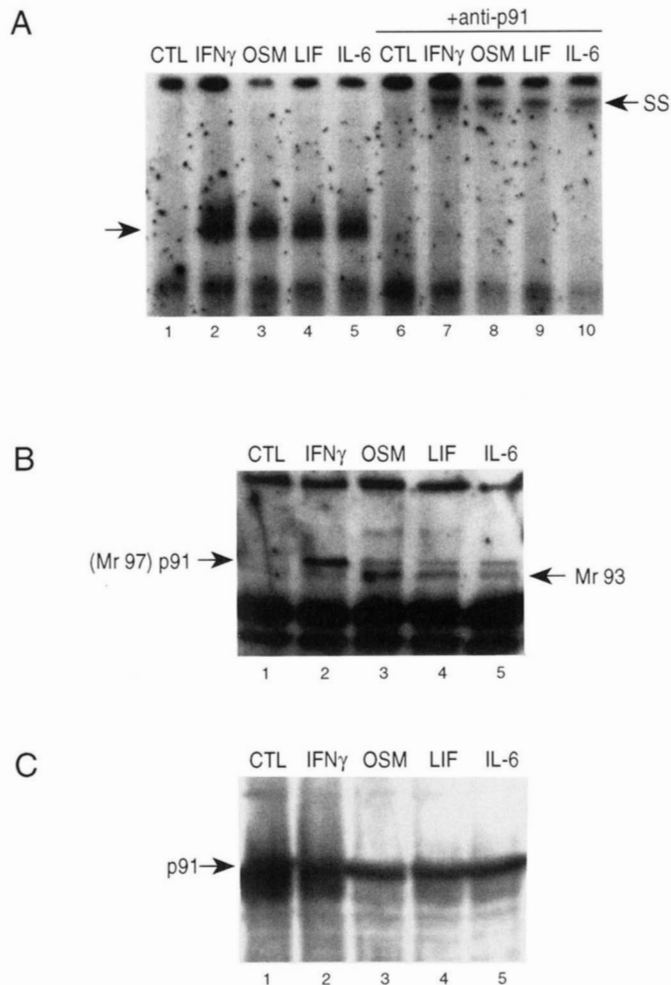 A
+anti-p91
CTL IFNγ OSM LIF IL-6 CTL IFNγ OSM LIF IL-6
SS
1 2 3 4 5 6 7 8 9 10
B
CTL IFNγ OSM LIF IL-6
(Mr 97) p91
Mr 93
1 2 3 4 5
C
CTL IFNγ OSM LIF IL-6
p91
1 2 3 4 5